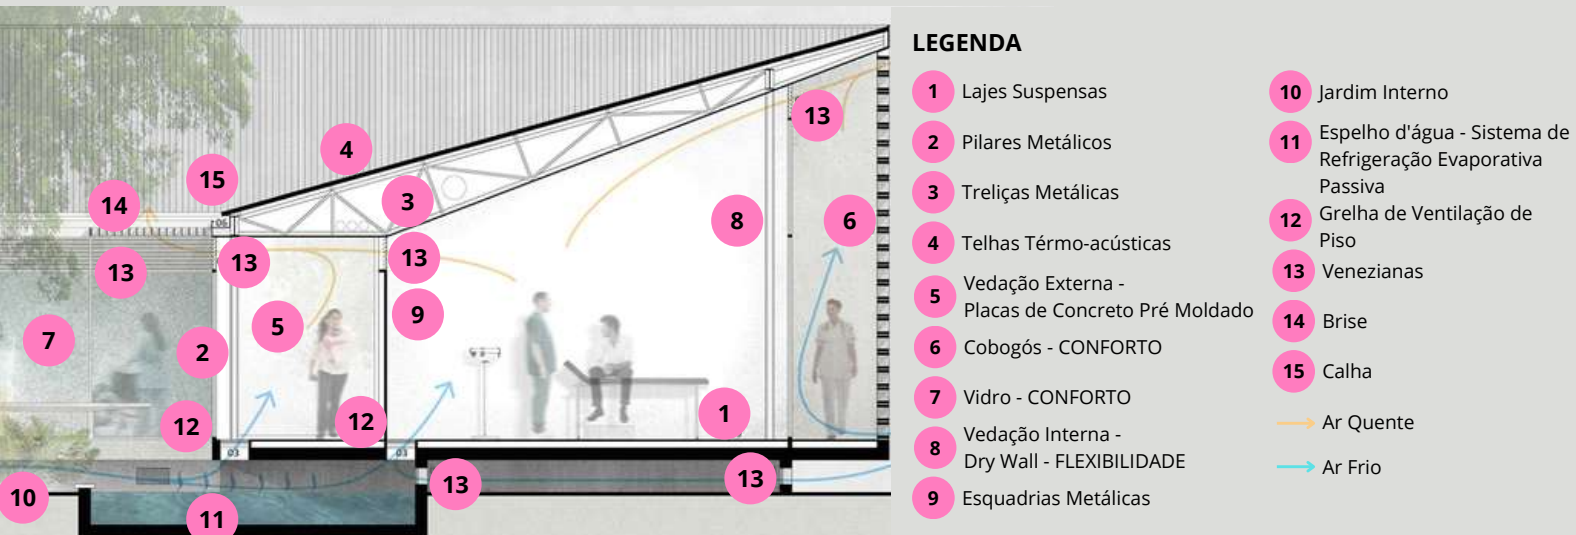 4
15
14
13
3
13
8
6
13
13
13
7
2
5
9
12
12
1
10
11
13
13
03
03
LEGENDA
1 Lajes Suspensas
2 Pilares Metálicos
3 Treliças Metálicas
4 Telhas Térmo-acústicas
5 Vedação Externa -
Placas de Concreto Pré Moldado
6 Cobogós - CONFORTO
7 Vidro - CONFORTO
8 Vedação Interna -
Dry Wall - FLEXIBILIDADE
9 Esquadrias Metálicas
10 Jardim Interno
11 Espelho d'água - Sistema de
Refrigeração Evaporativa
Passiva
12 Grelha de Ventilação de
Piso
13 Venezianas
14 Brise
15 Calha
Ar Quente
Ar Frio